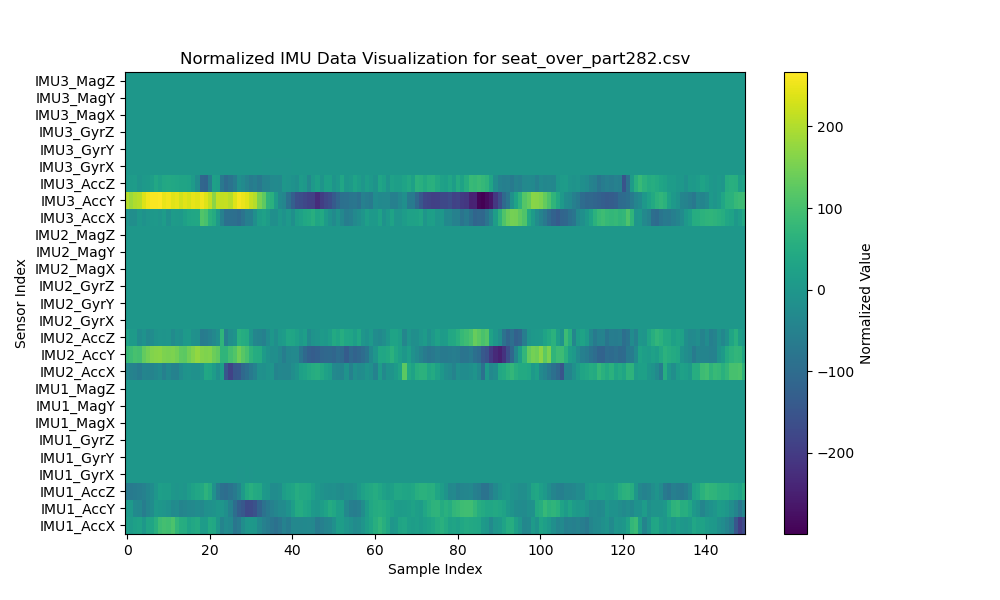 Normalized IMU Data Visualization for seat_over_part282.csv
IMU3_MagZ
IMU3_MagY
IMU3_MagX
IMU3_GyrZ
IMU3_GyrY
IMU3_GyrX
IMU3_AccZ
IMU3_AccY
IMU3_AccX
IMU2_MagZ
IMU2_MagY
IMU2_MagX
IMU2_GyrZ
IMU2_GyrY
IMU2_GyrX
IMU2_AccZ
IMU2_AccY
IMU2_AccX
IMU1_MagZ
IMU1_MagY
IMU1_MagX
IMU1_GyrZ
IMU1_GyrY
IMU1_GyrX
IMU1_AccZ
IMU1_AccY
IMU1_AccX
Sensor Index
0 20 40 60 80 100 120 140
Sample Index
200
100
0
−100
−200
Normalized Value